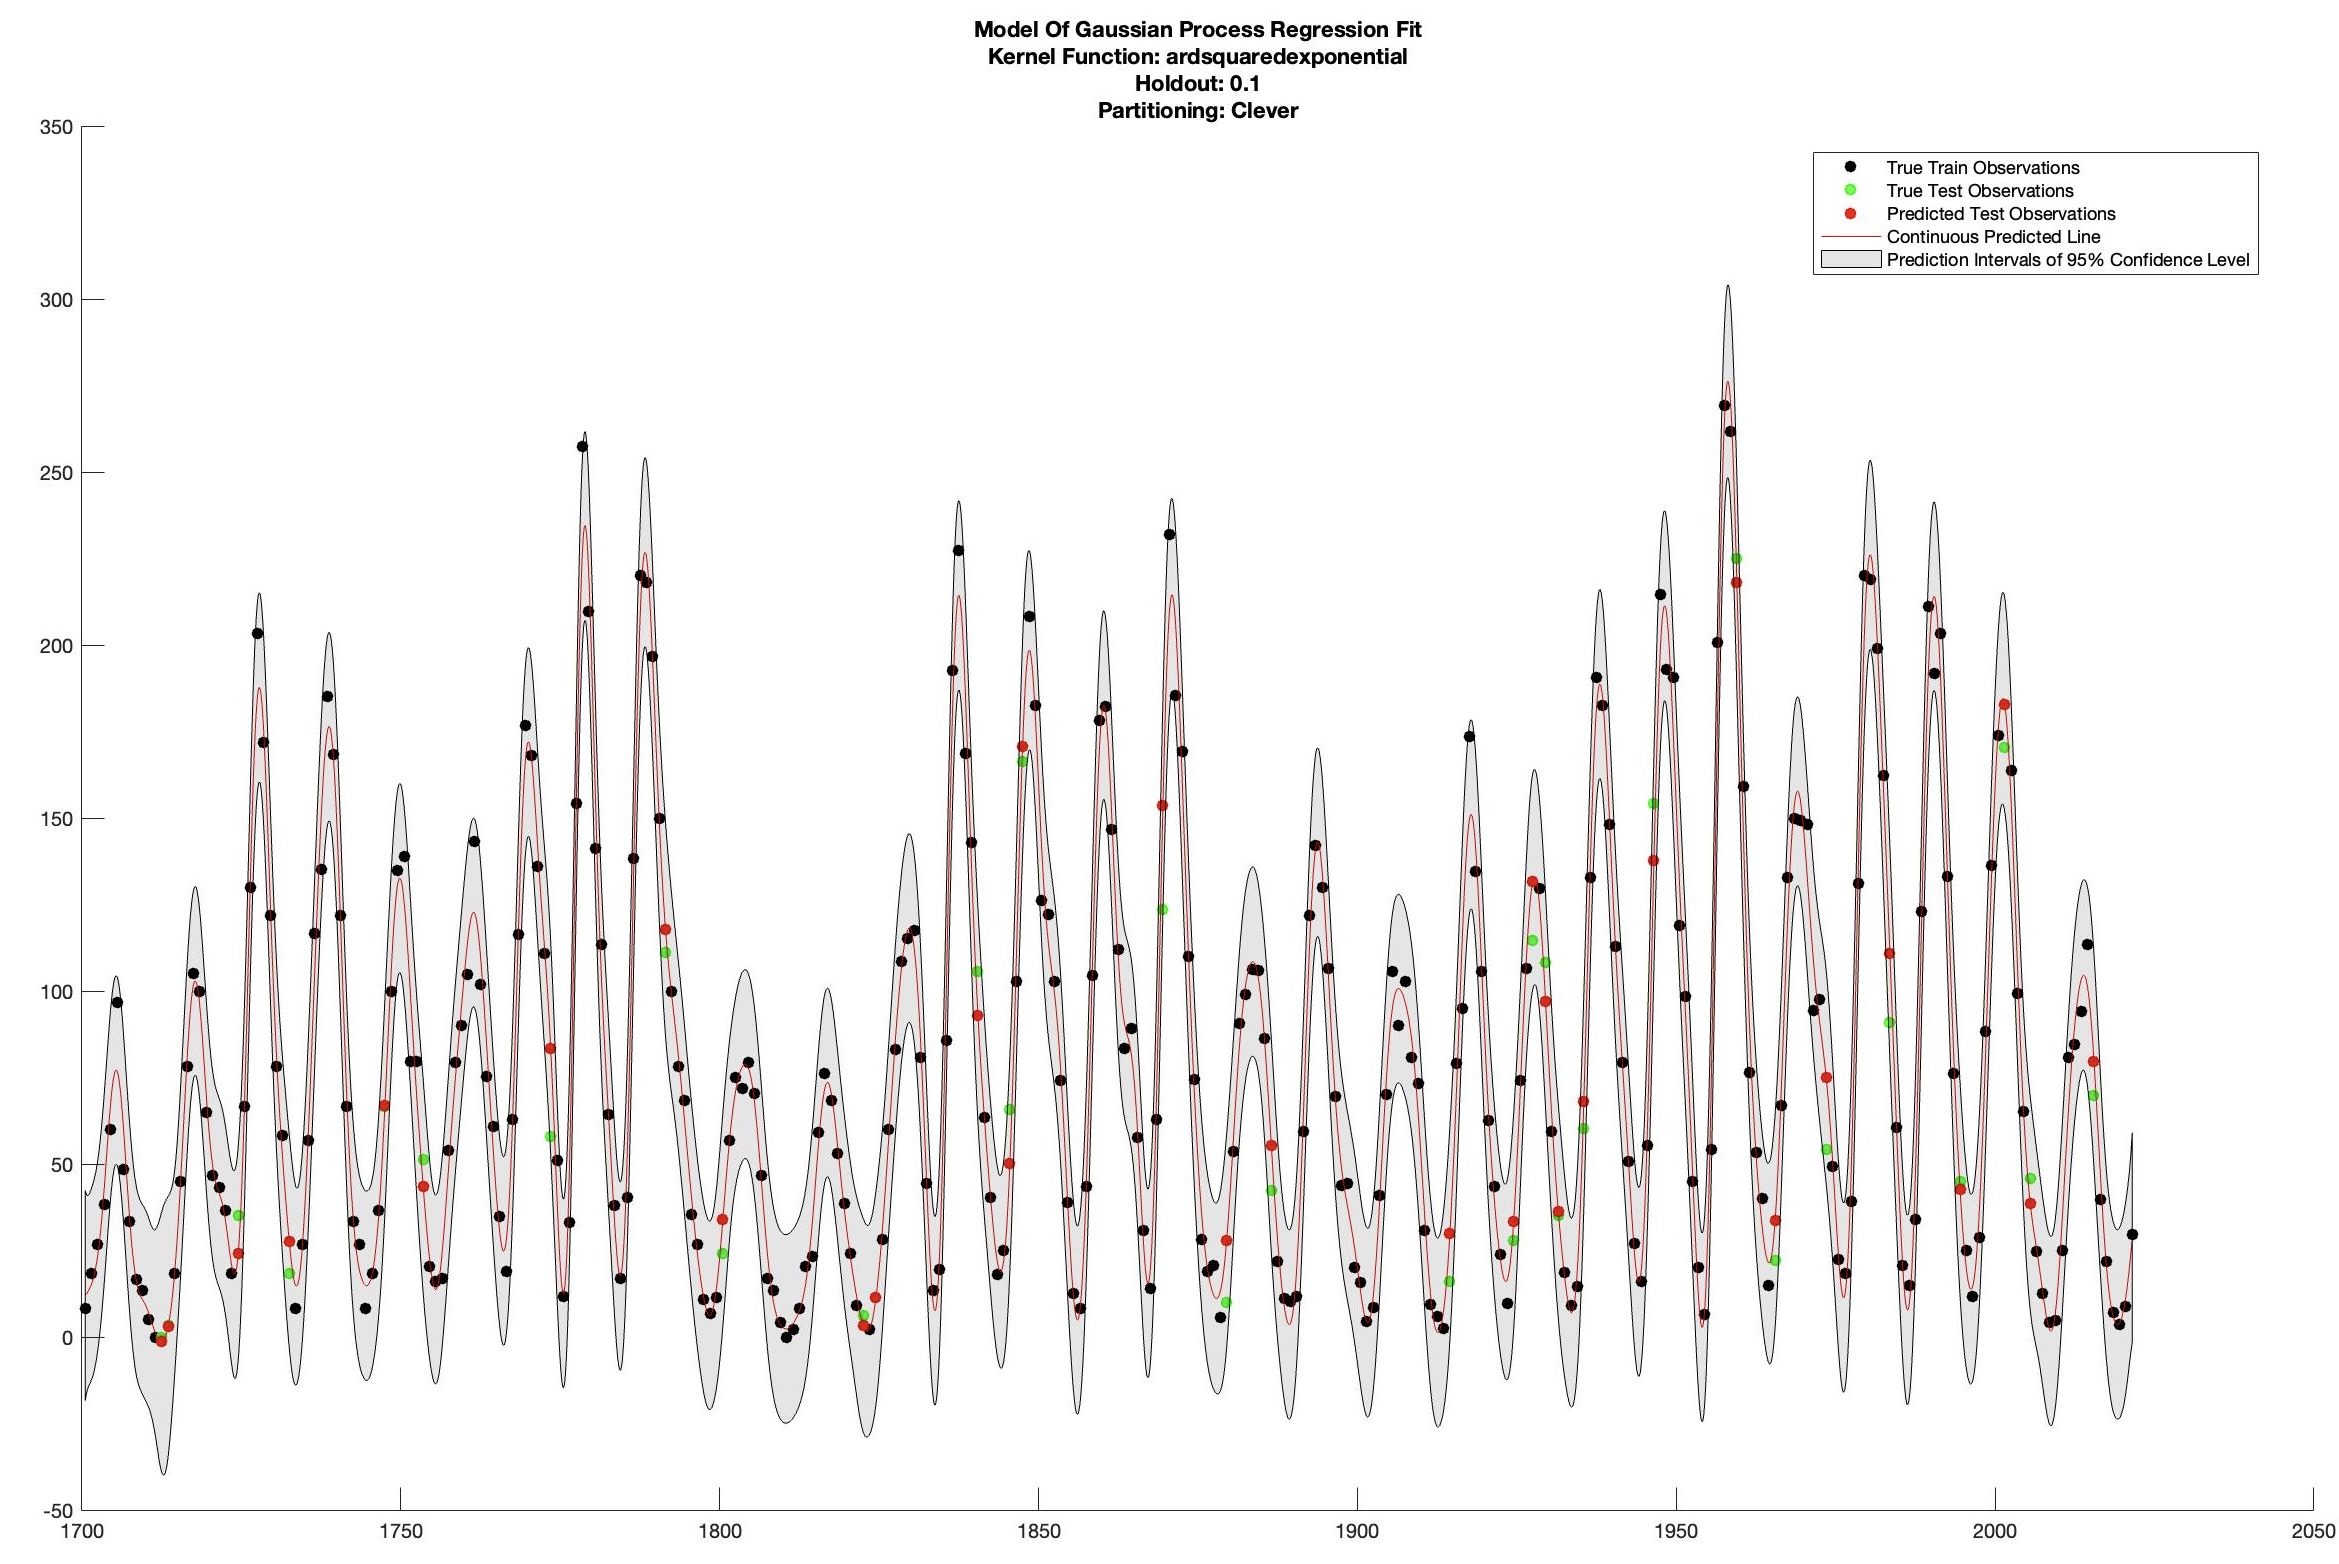 Model Of Gaussian Process Regression Fit
Kernel Function: ardsquaredexponential
Holdout: 0.1
Partitioning: Clever
350
300
250
200
150
100
50
0
-50
True Train Observations
True Test Observations
Predicted Test Observations
Continuous Predicted Line
Prediction Intervals of 95% Confidence Level
1700 1750 1800 1850 1900 1950 2000 2050